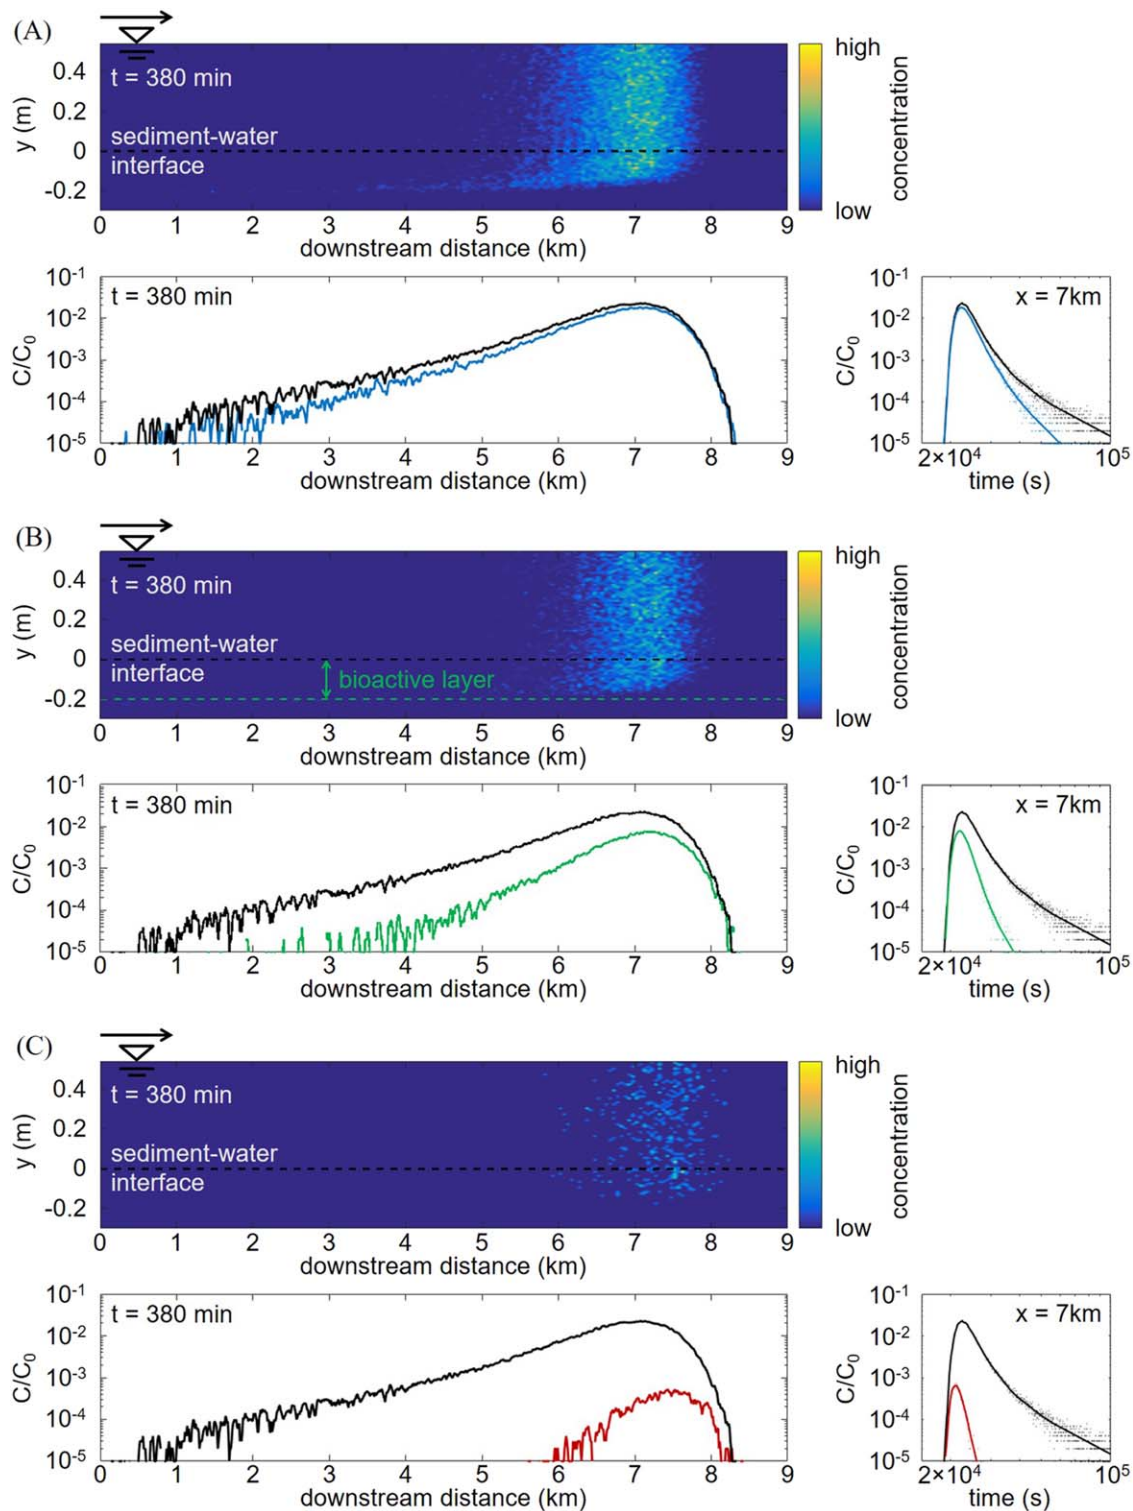 (A)
t = 380 min
sediment-water
interface
y (m)
0.4
0.2
0
-0.2
0 1 2 3 4 5 6 7 8 9
downstream distance (km)
high
low
concentration
t = 380 min
C/C0
10-1
10-2
10-3
10-4
10-5
0 1 2 3 4 5 6 7 8 9
downstream distance (km)
x = 7km
C/C0
10-1
10-2
10-3
10-4
10-5
2×104 105
time (s)
(B)
t = 380 min
sediment-water
interface
bioactive layer
y (m)
0.4
0.2
0
-0.2
0 1 2 3 4 5 6 7 8 9
downstream distance (km)
high
low
concentration
t = 380 min
C/C0
10-1
10-2
10-3
10-4
10-5
0 1 2 3 4 5 6 7 8 9
downstream distance (km)
x = 7km
C/C0
10-1
10-2
10-3
10-4
10-5
2×104 105
time (s)
(C)
t = 380 min
sediment-water
interface
y (m)
0.4
0.2
0
-0.2
0 1 2 3 4 5 6 7 8 9
downstream distance (km)
high
low
concentration
t = 380 min
C/C0
10-1
10-2
10-3
10-4
10-5
0 1 2 3 4 5 6 7 8 9
downstream distance (km)
x = 7km
C/C0
10-1
10-2
10-3
10-4
10-5
2×104 105
time (s)